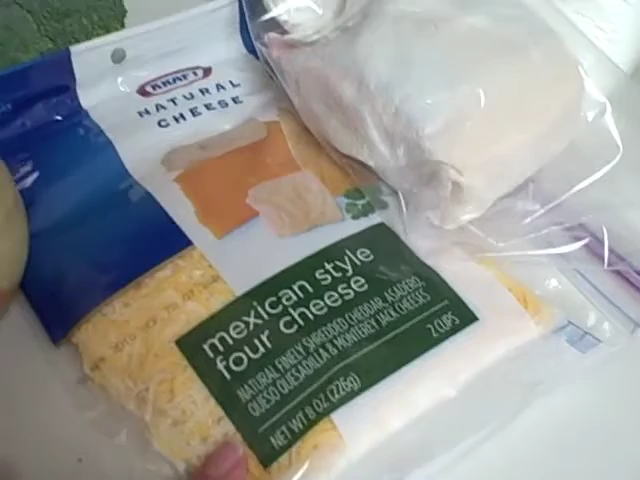 KRAFT
NATURAL
CHEESE
mexican style
four cheese
NATURAL FINELY SHREDDED CHEDDAR, ASADERO,
QUESO QUESADILLA & MONTEREY JACK CHEESES
2 CUPS
NET WT 8 OZ (226g)